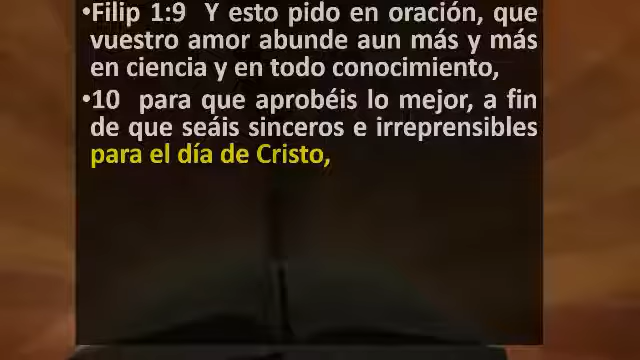 •Filip 1:9 Y esto pido en oración, que
vuestro amor abunde aun más y más
en ciencia y en todo conocimiento,
•10 para que aprobéis lo mejor, a fin
de que seáis sinceros e irreprensibles
para el día de Cristo,